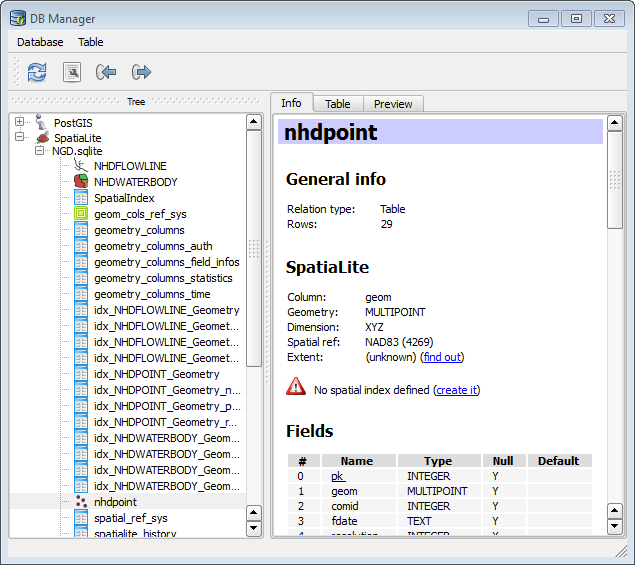 DB Manager
Database Table
Tree
PostGIS
SpatiaLite
NGD.sqlite
NHDFLOWLINE
NHDWATERBODY
SpatialIndex
geom_cols_ref_sys
geometry_columns
geometry_columns_auth
geometry_columns_field_infos
geometry_columns_statistics
geometry_columns_time
idx_NHDFLOWLINE_Geometry
idx_NHDFLOWLINE_Geomet...
idx_NHDFLOWLINE_Geomet...
idx_NHDFLOWLINE_Geomet...
idx_NHDPOINT_Geometry
idx_NHDPOINT_Geometry_n...
idx_NHDPOINT_Geometry_p...
idx_NHDPOINT_Geometry_r...
idx_NHDWATERBODY_Geom...
idx_NHDWATERBODY_Geom...
idx_NHDWATERBODY_Geom...
idx_NHDWATERBODY_Geom...
nhdpoint
spatial_ref_sys
spatialite_history
Info Table Preview
nhdpoint
General info
Relation type: Table
Rows: 29
SpatiaLite
Column: geom
Geometry: MULTIPOINT
Dimension: XYZ
Spatial ref: NAD83 (4269)
Extent: (unknown) (find out)
No spatial index defined (create it)
Fields
# Name Type Null Default
0 pk INTEGER Y
1 geom MULTIPOINT Y
2 comid INTEGER Y
3 fdate TEXT Y
4 resolution INTEGER Y